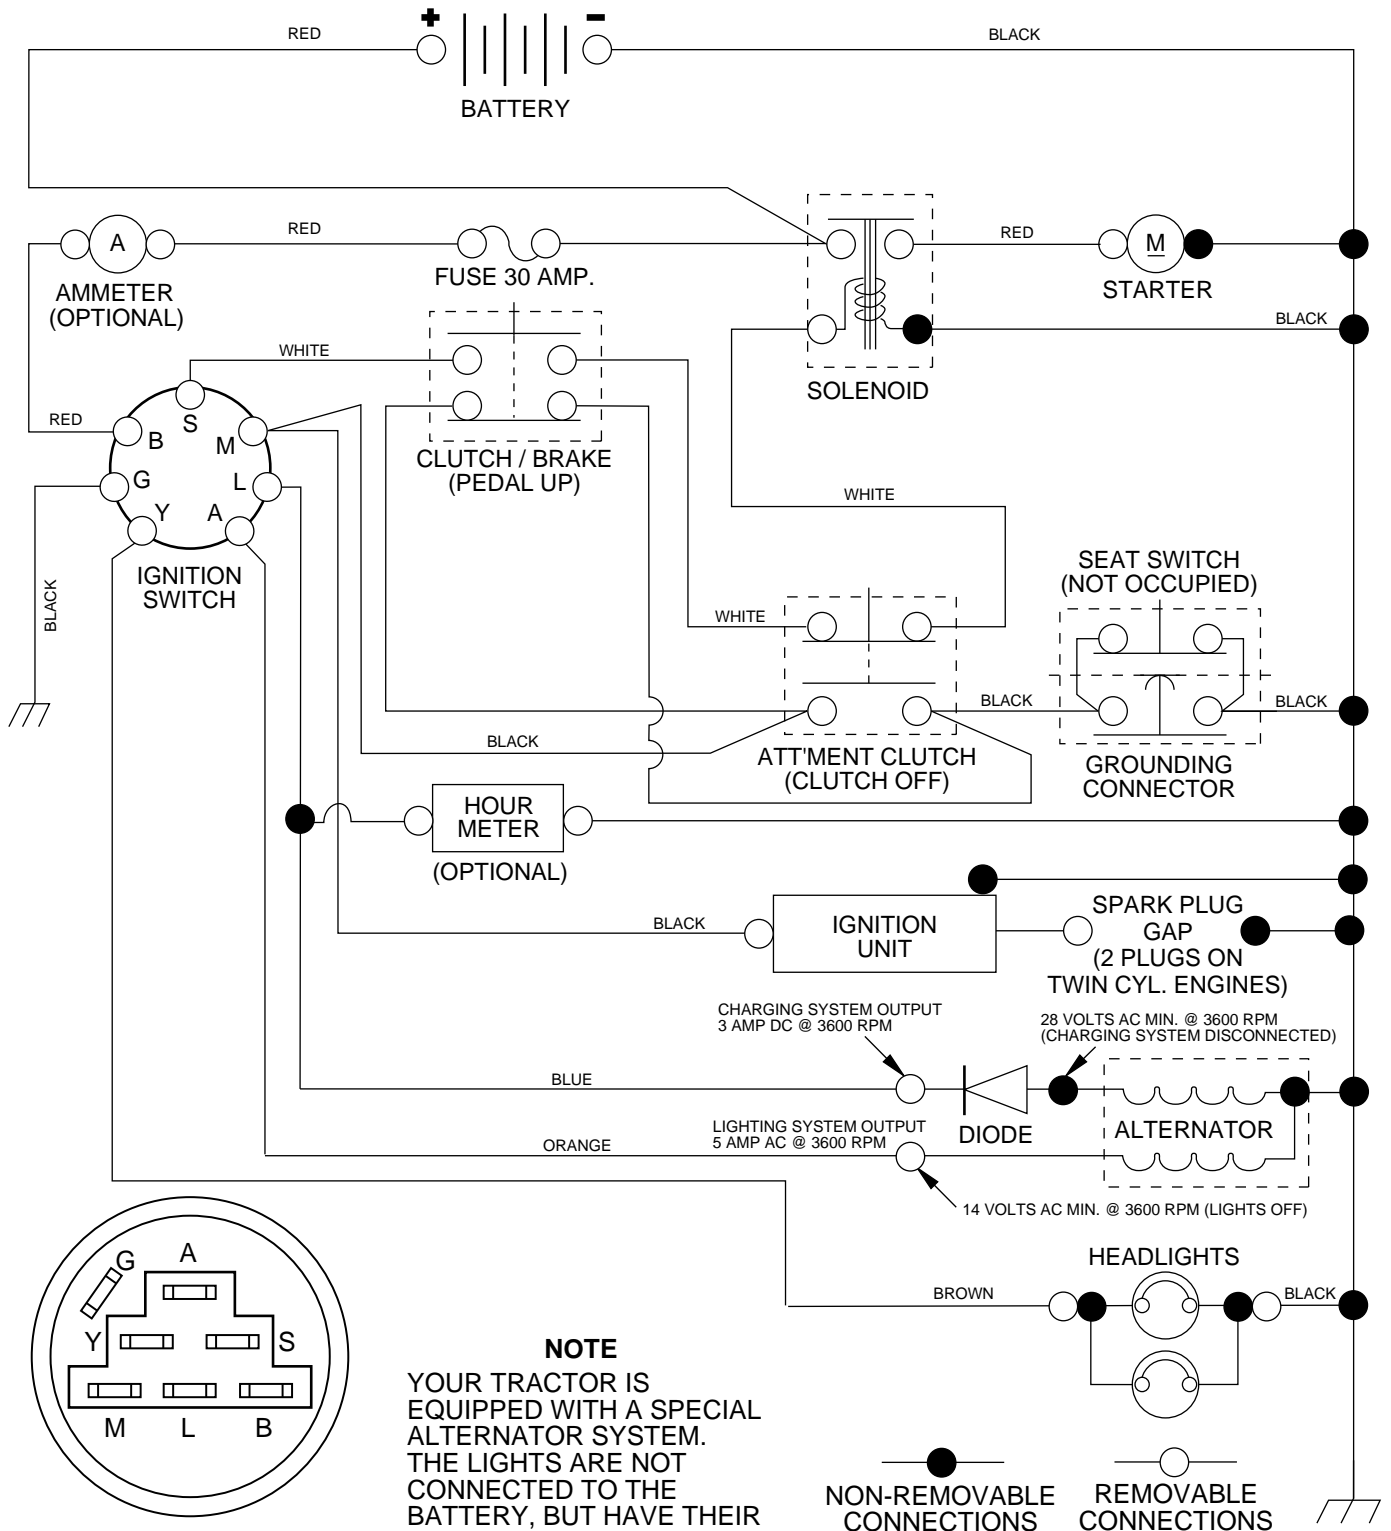 + −
RED
BLACK
BATTERY
RED
A
RED
M
FUSE 30 AMP.
AMMETER
(OPTIONAL)
STARTER
BLACK
WHITE
SOLENOID
RED
S
B
M
CLUTCH / BRAKE
(PEDAL UP)
G
L
Y
A
WHITE
IGNITION
SWITCH
BLACK
SEAT SWITCH
(NOT OCCUPIED)
WHITE
BLACK
BLACK
BLACK
ATT'MENT CLUTCH
(CLUTCH OFF)
GROUNDING
CONNECTOR
HOUR
METER
(OPTIONAL)
BLACK
IGNITION
UNIT
SPARK PLUG
GAP
(2 PLUGS ON
TWIN CYL. ENGINES)
CHARGING SYSTEM OUTPUT
3 AMP DC @ 3600 RPM
28 VOLTS AC MIN. @ 3600 RPM
(CHARGING SYSTEM DISCONNECTED)
BLUE
DIODE
ALTERNATOR
LIGHTING SYSTEM OUTPUT
5 AMP AC @ 3600 RPM
ORANGE
14 VOLTS AC MIN. @ 3600 RPM (LIGHTS OFF)
HEADLIGHTS
BROWN
BLACK
G
A
Y
S
M L B
NOTE
YOUR TRACTOR IS
EQUIPPED WITH A SPECIAL
ALTERNATOR SYSTEM.
THE LIGHTS ARE NOT
CONNECTED TO THE
BATTERY, BUT HAVE THEIR
NON-REMOVABLE
CONNECTIONS
REMOVABLE
CONNECTIONS